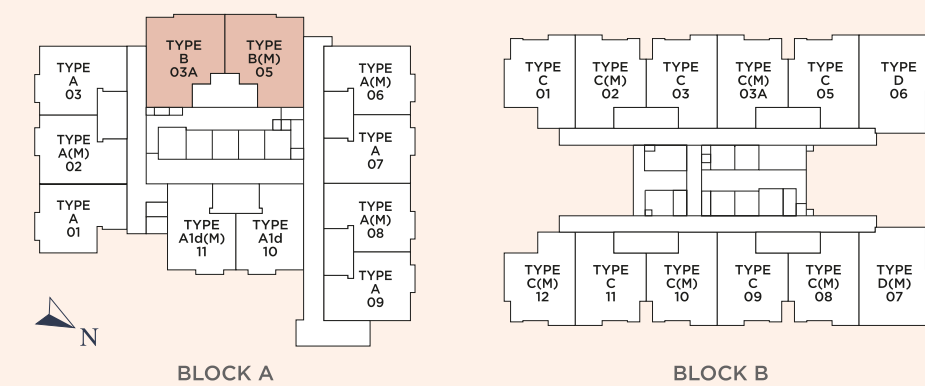 TYPE
A
03
TYPE
A(M)
02
TYPE
A
01
TYPE
B
03A
TYPE
B(M)
05
TYPE
A(M)
06
TYPE
A
07
TYPE
A(M)
08
TYPE
A
09
TYPE
A1d(M)
11
TYPE
A1d
10
N
BLOCK A
TYPE
C
01
TYPE
C(M)
02
TYPE
C
03
TYPE
C(M)
03A
TYPE
C
05
TYPE
D
06
TYPE
C(M)
12
TYPE
C
11
TYPE
C(M)
10
TYPE
C
09
TYPE
C(M)
08
TYPE
D(M)
07
BLOCK B